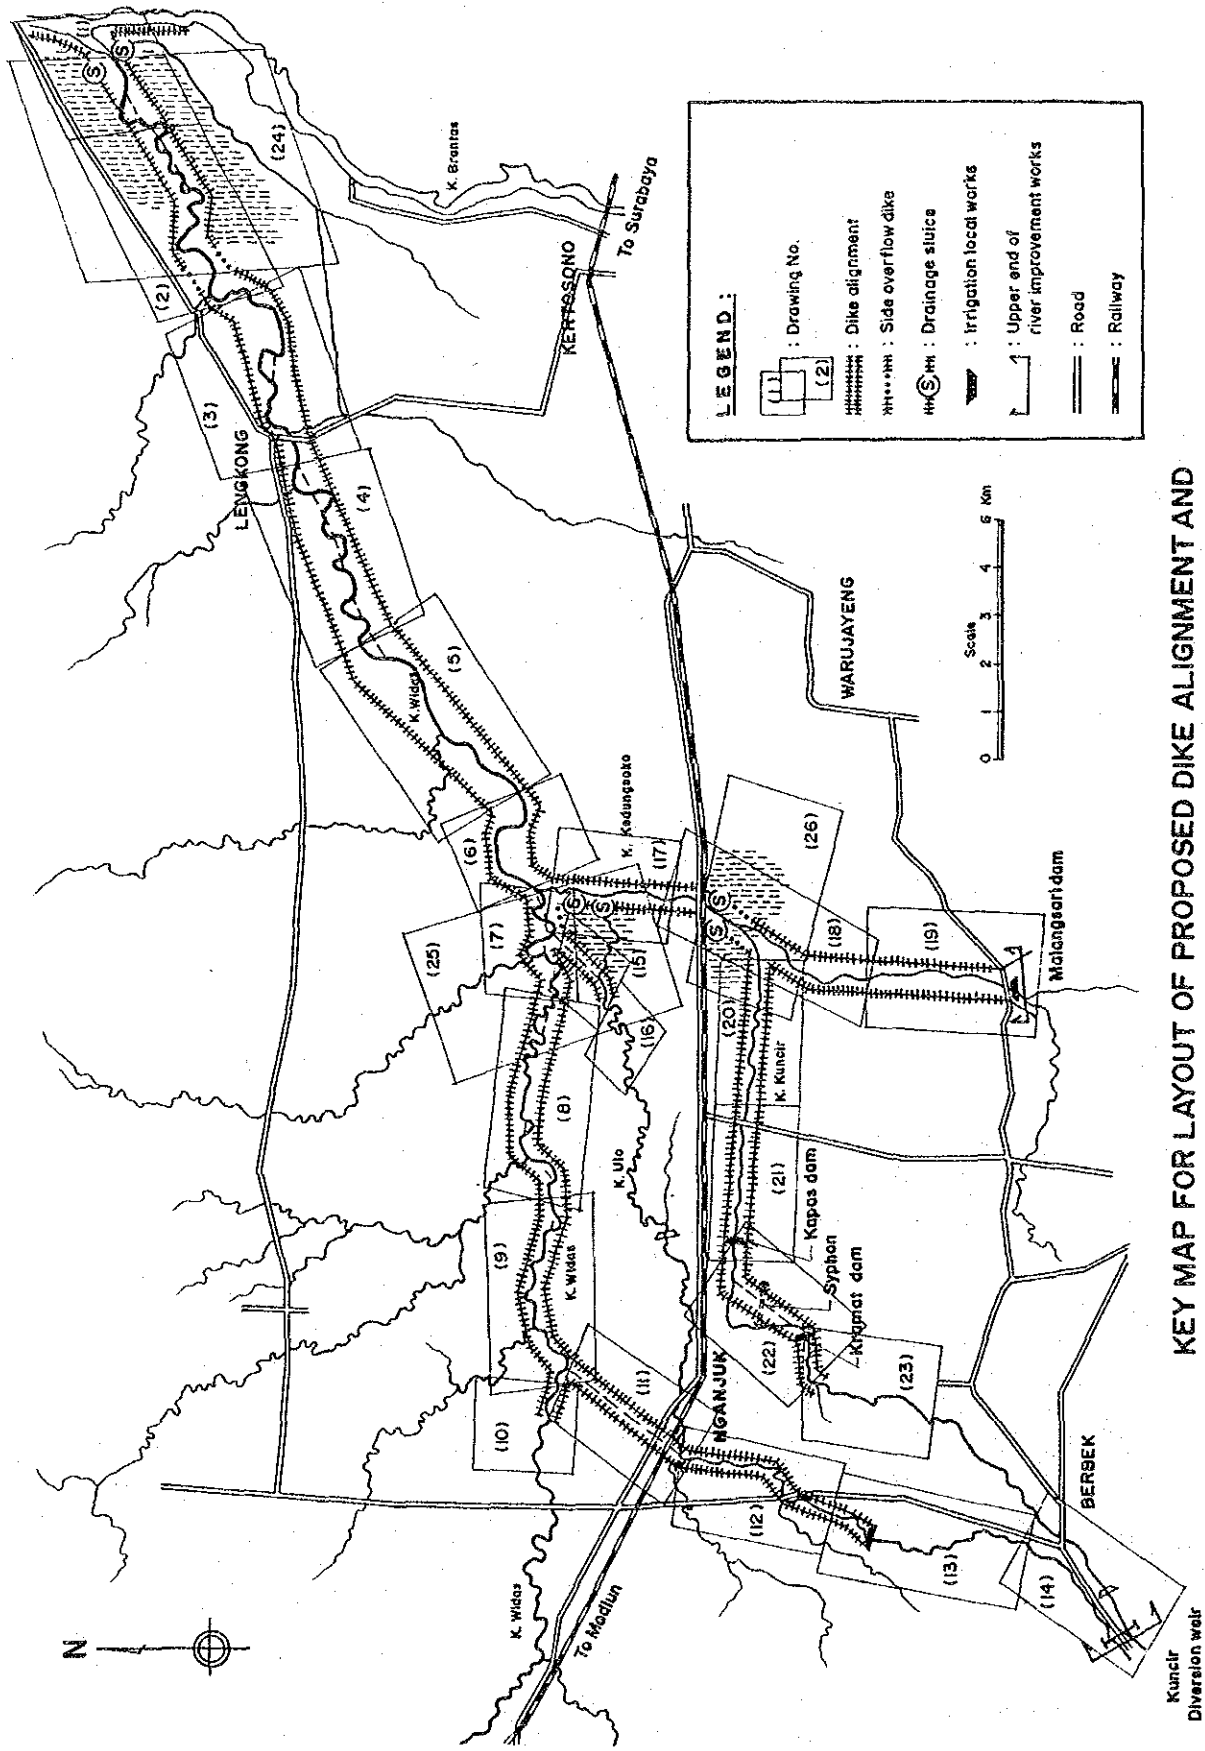 N
(1)
(2)
(24)
(3)
LENGKONG
(4)
K. Brantas
KERTOSONO
To Surabaya
(5)
K. Widas
(6)
(7)
(25)
K. Kedungsoko
(17)
(15)
(16)
(26)
(18)
(19)
Malangsari dam
WARUJAYENG
(20)
K. Kuncir
(21)
Kapas dam
Syphon
Kramat dam
(22)
(23)
(8)
K. Ulo
(9)
K. Widas
(10)
(11)
NGANJUK
(12)
(13)
(14)
BERBEK
K. Widas
To Madiun
Kuncir
Diversion weir
S
S
S
S
S
S
LEGEND :
(1)
(2)
: Drawing No.
: Dike alignment
: Side overflow dike
S
: Drainage sluice
: Irrigation local works
: Upper end of
river improvement works
: Road
: Railway
Scale
0 1 2 3 4 5 Km
KEY MAP FOR LAYOUT OF PROPOSED DIKE ALIGNMENT AND